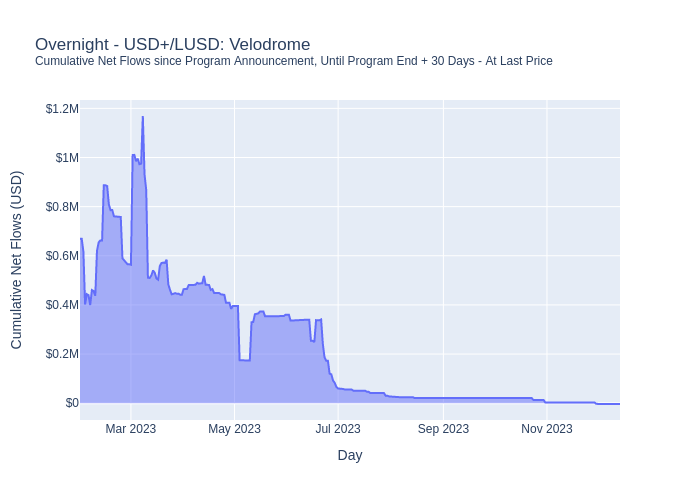 Overnight - USD+/LUSD: Velodrome
Cumulative Net Flows since Program Announcement, Until Program End + 30 Days - At Last Price
Cumulative Net Flows (USD)
$1.2M
$1M
$0.8M
$0.6M
$0.4M
$0.2M
$0
Mar 2023
May 2023
Jul 2023
Sep 2023
Nov 2023
Day